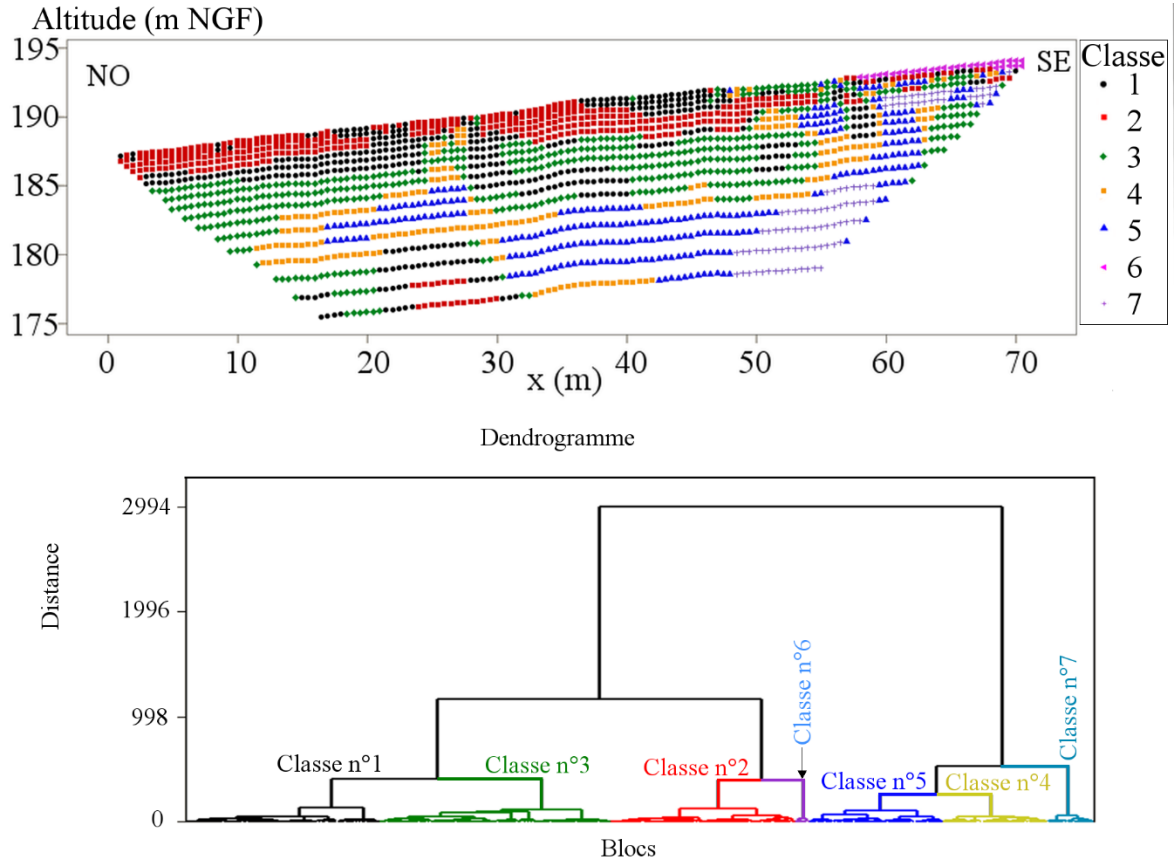 Altitude (m NGF)
195
190
185
180
175
NO
SE
0 10 20 30 40 50 60 70
x (m)
Classe
1
2
3
4
5
6
7
Dendrogramme
Distance
2994
1996
998
0
Classe n°1
Classe n°3
Classe n°2
Classe n°6
Classe n°5
Classe n°4
Classe n°7
Blocs